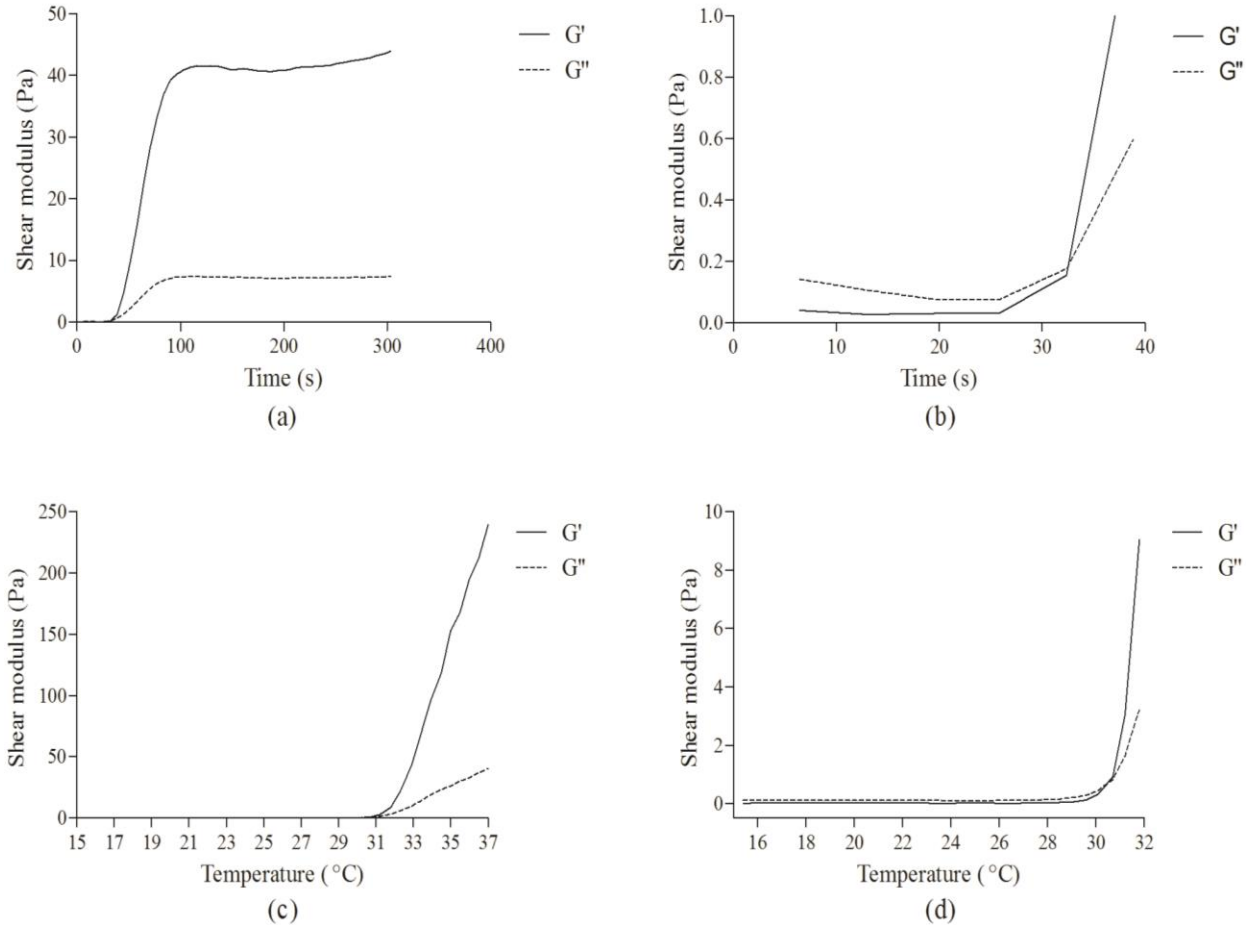 50
40
30
20
10
0
Shear modulus (Pa)
0 100 200 300 400
Time (s)
G'
G"
(a)
1.0
0.8
0.6
0.4
0.2
0.0
Shear modulus (Pa)
0 10 20 30 40
Time (s)
G'
G"
(b)
250
200
150
100
50
0
Shear modulus (Pa)
15 17 19 21 23 25 27 29 31 33 35 37
Temperature (°C)
G'
G"
(c)
10
8
6
4
2
0
Shear modulus (Pa)
16 18 20 22 24 26 28 30 32
Temperature (°C)
G'
G"
(d)